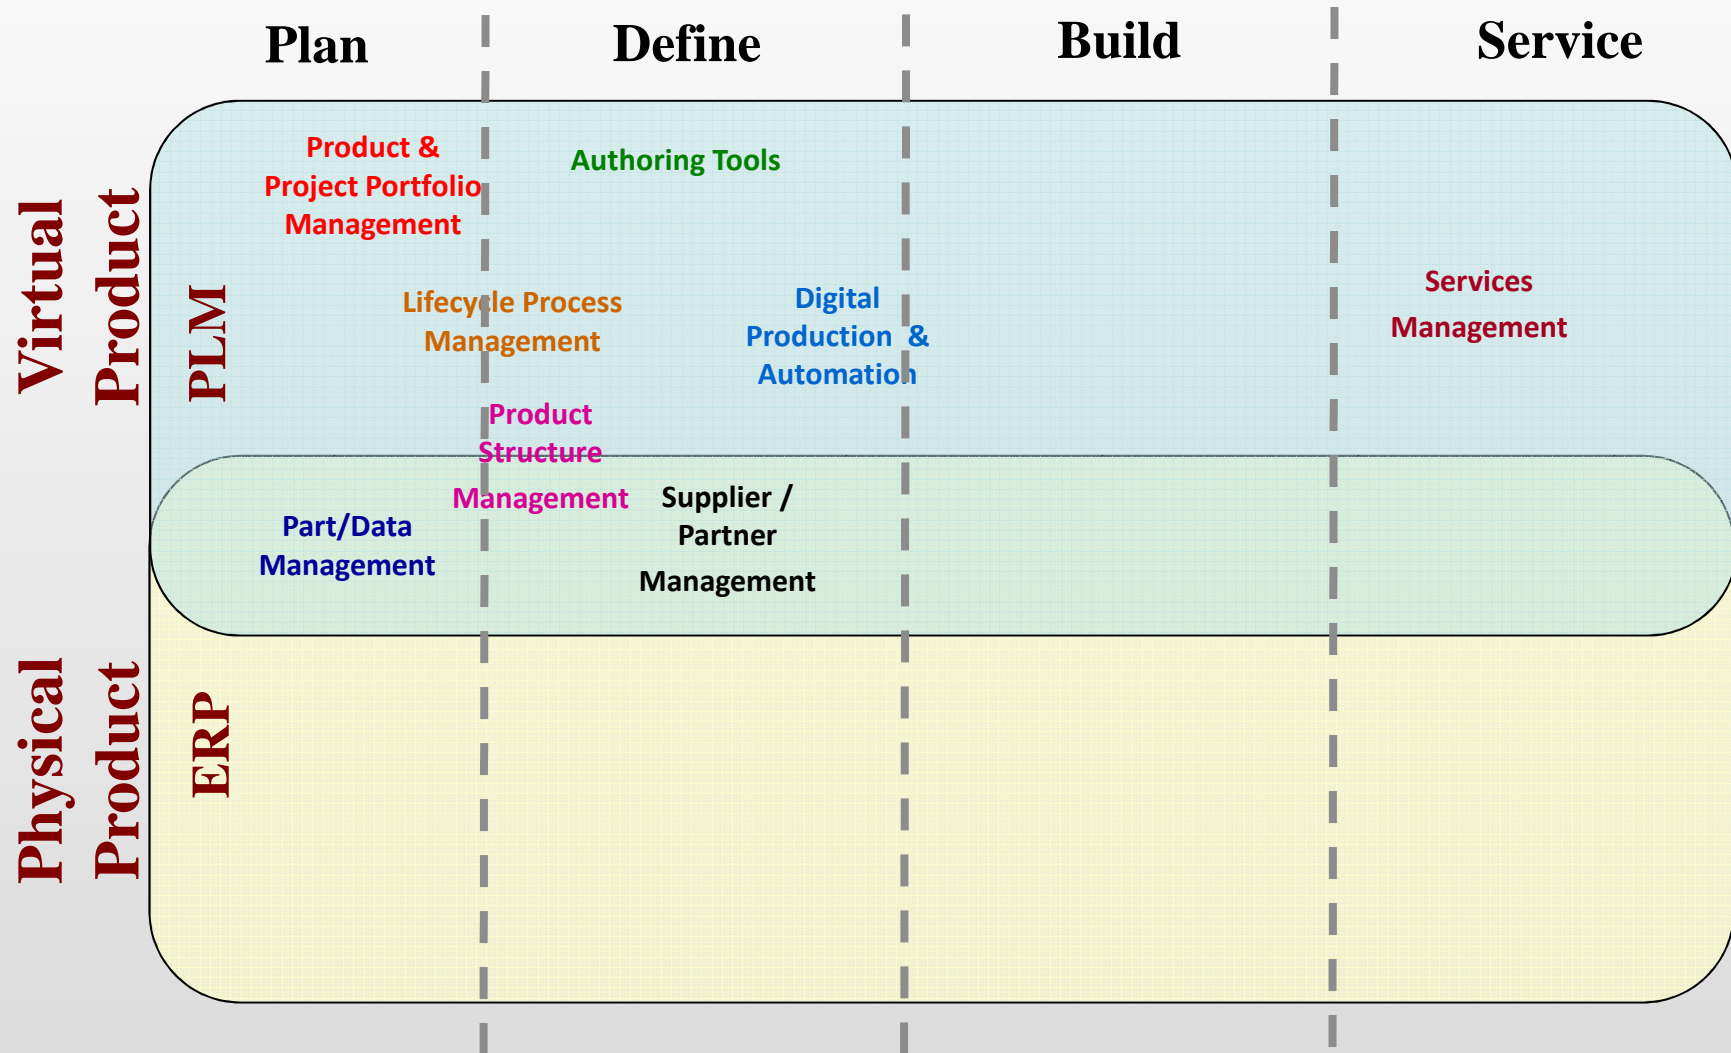 Plan
Define
Build
Service
Virtual
Product
PLM
Product &
Project Portfolio
Management
Authoring Tools
Lifecycle Process
Management
Digital
Production  &
Automation
Services
Management
Product
Structure
Management
Part/Data
Management
Supplier /
Partner
Management
Physical
Product
ERP